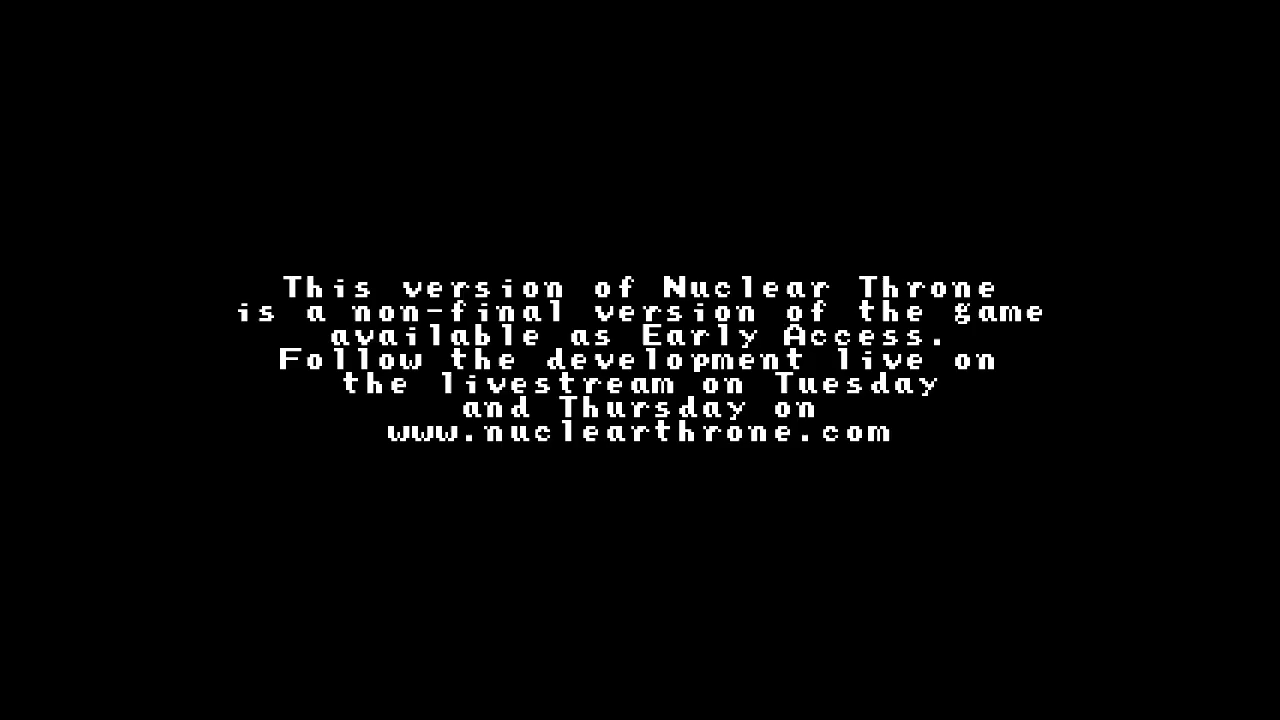 This version of Nuclear Throne
is a non-final version of the game
available as Early Access.
Follow the development live on
the livestream on Tuesday
and Thursday on
www.nuclearthrone.com